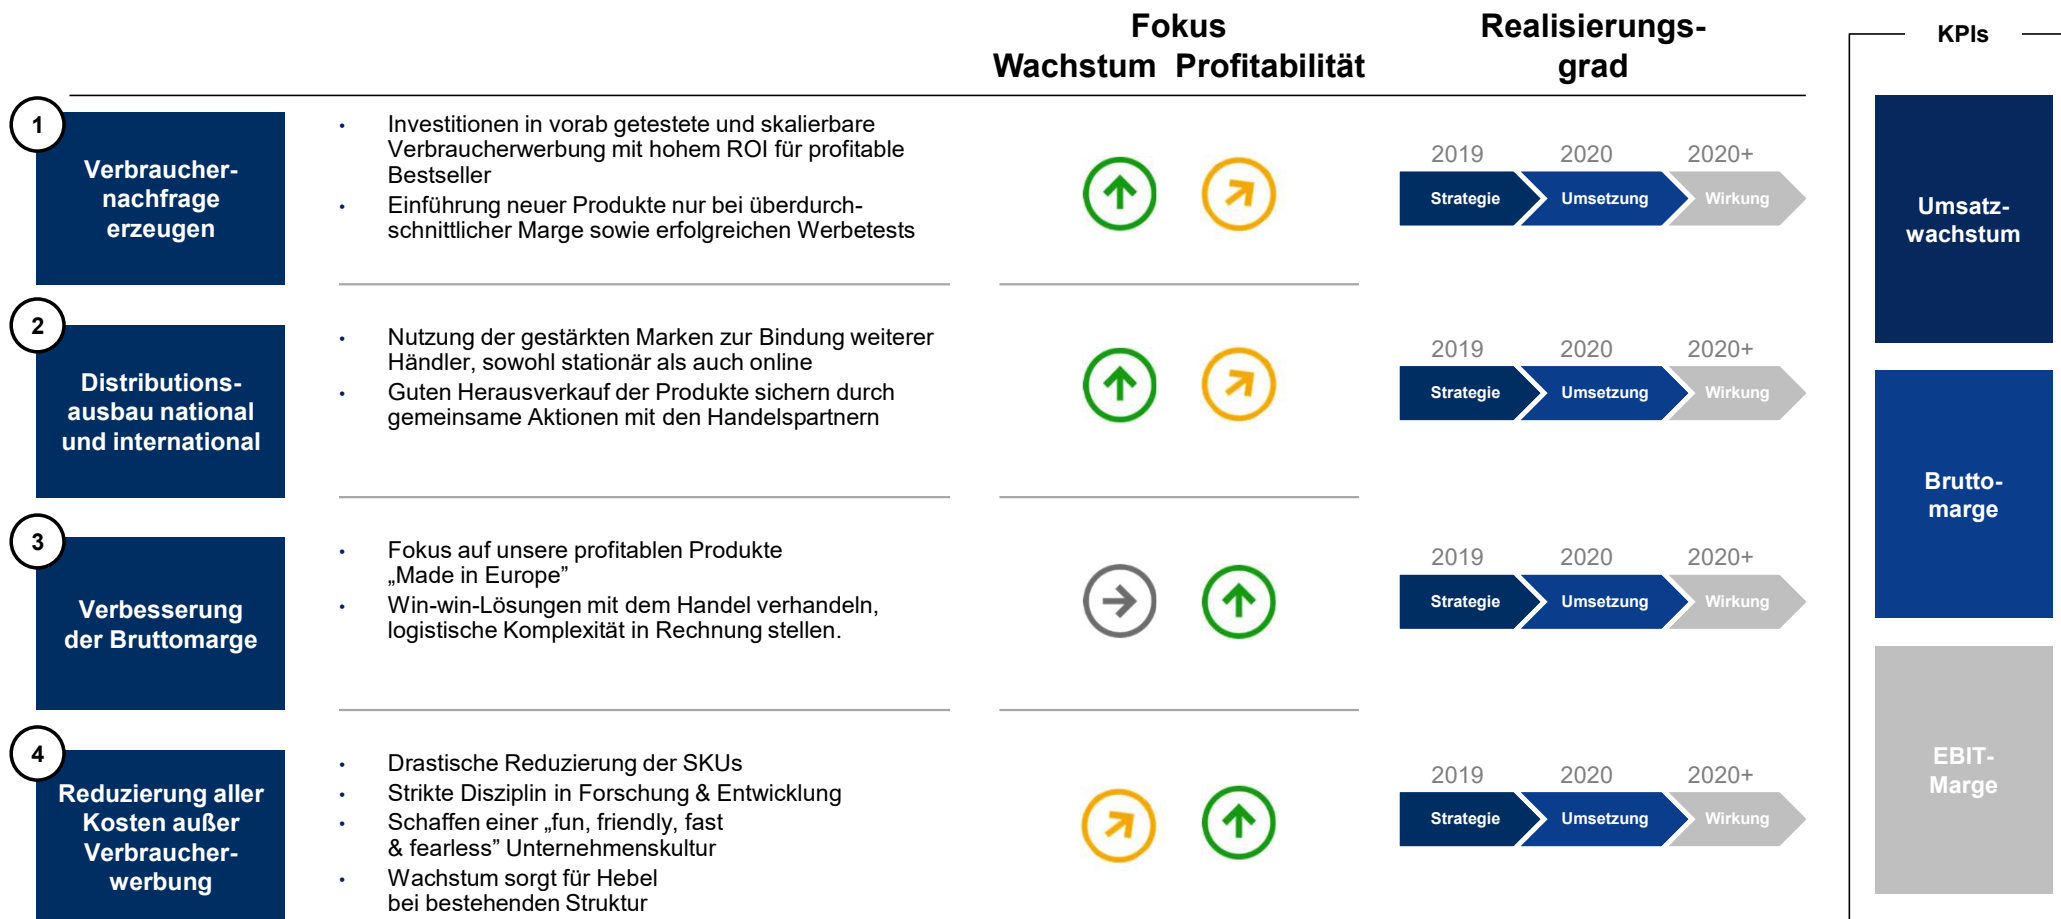 Fokus
Wachstum Profitabilität
Realisierungs-
grad
KPIs
1
Verbraucher-
nachfrage
erzeugen
• Investitionen in vorab getestete und skalierbare
Verbraucherwerbung mit hohem ROI für profitable
Bestseller
• Einführung neuer Produkte nur bei überdurch-
schnittlicher Marge sowie erfolgreichen Werbetests
2019 2020 2020+
Strategie Umsetzung Wirkung
2
Distributions-
ausbau national
und international
• Nutzung der gestärkten Marken zur Bindung weiterer
Händler, sowohl stationär als auch online
• Guten Herausverkauf der Produkte sichern durch
gemeinsame Aktionen mit den Handelspartnern
2019 2020 2020+
Strategie Umsetzung Wirkung
3
Verbesserung
der Bruttomarge
• Fokus auf unsere profitablen Produkte
„Made in Europe”
• Win-win-Lösungen mit dem Handel verhandeln,
logistische Komplexität in Rechnung stellen.
2019 2020 2020+
Strategie Umsetzung Wirkung
4
Reduzierung aller
Kosten außer
Verbraucher-
werbung
• Drastische Reduzierung der SKUs
• Strikte Disziplin in Forschung & Entwicklung
• Schaffen einer „fun, friendly, fast
& fearless” Unternehmenskultur
• Wachstum sorgt für Hebel
bei bestehenden Struktur
2019 2020 2020+
Strategie Umsetzung Wirkung
Umsatz-
wachstum
Brutto-
marge
EBIT-
Marge